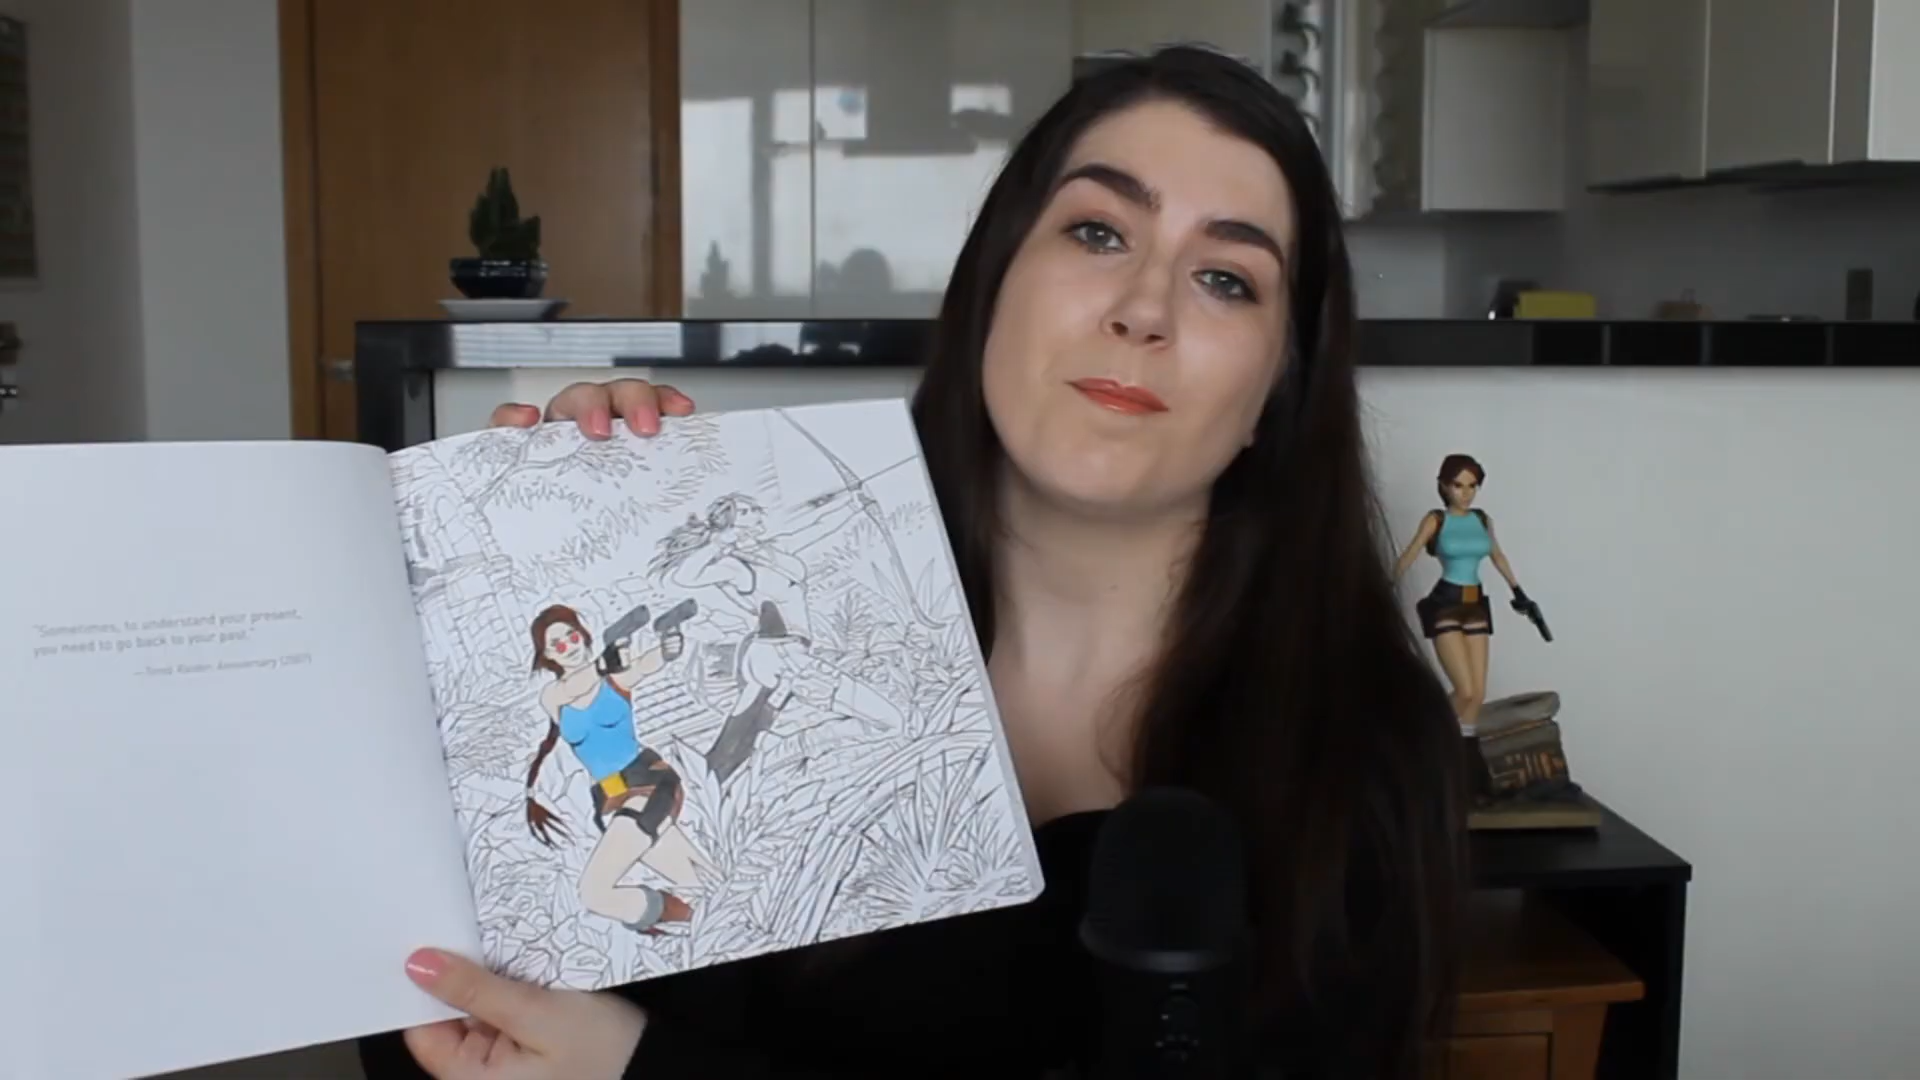 "Sometimes, to understand your present,
you need to go back to your past."
—Tomb Raider: Anniversary (2007)